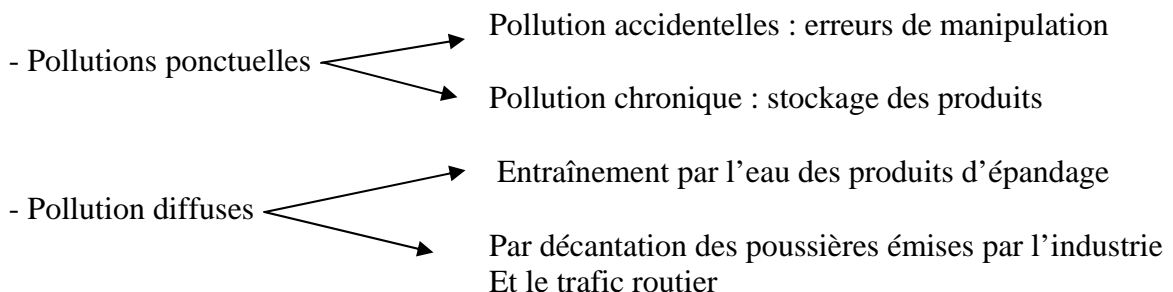 Pollution accidentelles : erreurs de manipulation
- Pollutions ponctuelles
Pollution chronique : stockage des produits
Entraînement par l’eau des produits d’épandage
- Pollution diffuses
Par décantation des poussières émises par l’industrie
Et le trafic routier